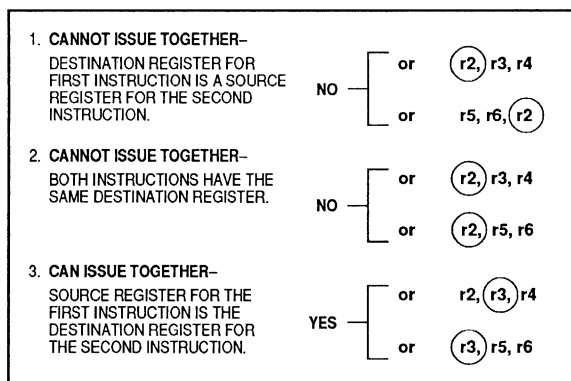 1. CANNOT ISSUE TOGETHER–
DESTINATION REGISTER FOR
FIRST INSTRUCTION IS A SOURCE
REGISTER FOR THE SECOND
INSTRUCTION.
NO
or r2, r3, r4
or r5, r6, r2
2. CANNOT ISSUE TOGETHER–
BOTH INSTRUCTIONS HAVE THE
SAME DESTINATION REGISTER.
NO
or r2, r3, r4
or r2, r5, r6
3. CAN ISSUE TOGETHER–
SOURCE REGISTER FOR THE
FIRST INSTRUCTION IS THE
DESTINATION REGISTER FOR
THE SECOND INSTRUCTION.
YES
or r2, r3, r4
or r3, r5, r6